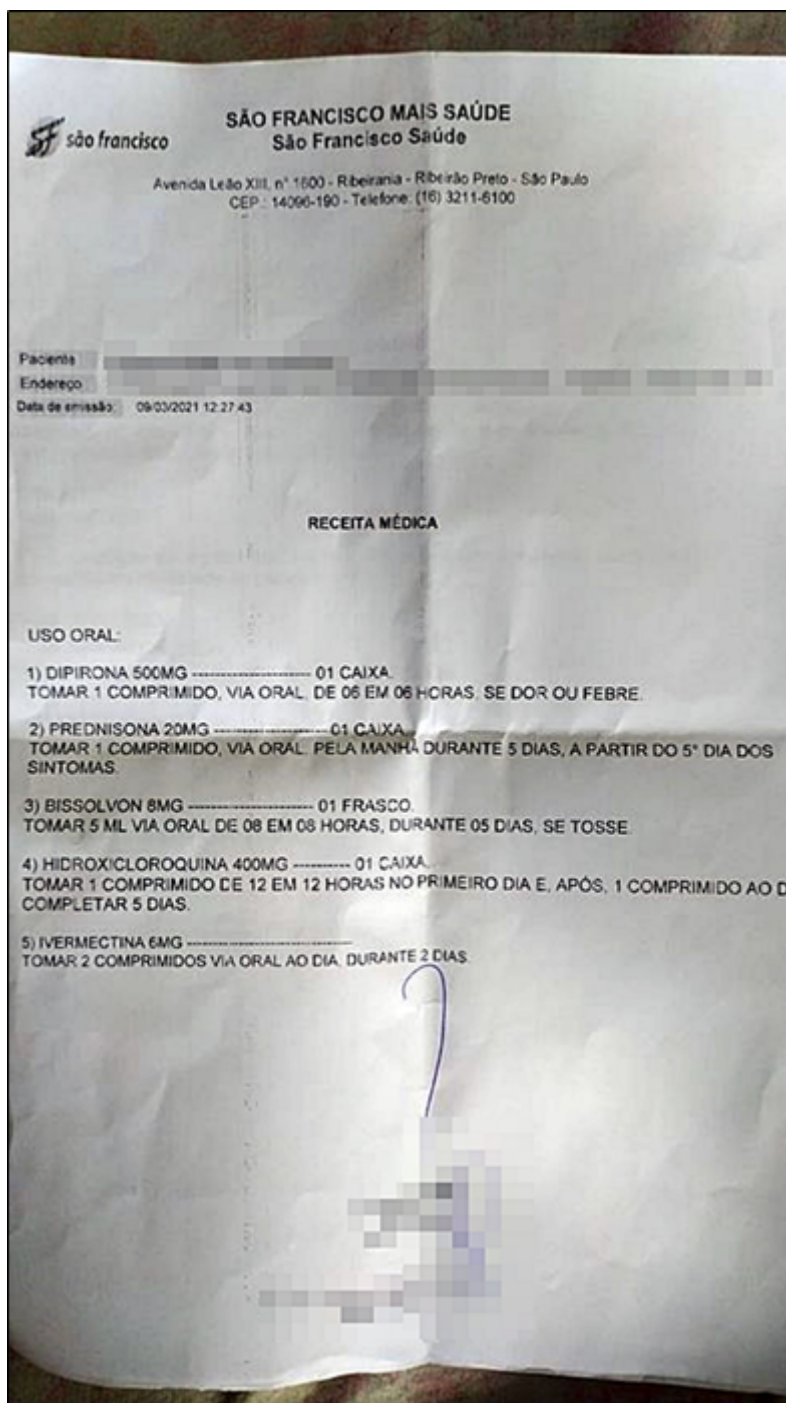 SF são francisco
SÃO FRANCISCO MAIS SAÚDE
São Francisco Saúde
Avenida Leão XIII, n° 1600 - Ribeirania - Ribeirão Preto - São Paulo
CEP.: 14096-190 - Telefone: (16) 3211-6100
Paciente
Endereço
Data de emissão: 09/03/2021 12:27:43
RECEITA MÉDICA
USO ORAL:
1) DIPIRONA 500MG ---------------------- 01 CAIXA.
TOMAR 1 COMPRIMIDO, VIA ORAL, DE 06 EM 06 HORAS, SE DOR OU FEBRE.
2) PREDNISONA 20MG --------------------01 CAIXA.
TOMAR 1 COMPRIMIDO, VIA ORAL, PELA MANHÃ DURANTE 5 DIAS, A PARTIR DO 5° DIA DOS
SINTOMAS.
3) BISSOLVON 8MG ---------------------- 01 FRASCO.
TOMAR 5 ML VIA ORAL DE 08 EM 08 HORAS, DURANTE 05 DIAS, SE TOSSE.
4) HIDROXICLOROQUINA 400MG ---------- 01 CAIXA.
TOMAR 1 COMPRIMIDO DE 12 EM 12 HORAS NO PRIMEIRO DIA E, APÓS, 1 COMPRIMIDO AO D
COMPLETAR 5 DIAS.
5) IVERMECTINA 6MG -----------------------------
TOMAR 2 COMPRIMIDOS VIA ORAL AO DIA, DURANTE 2 DIAS.